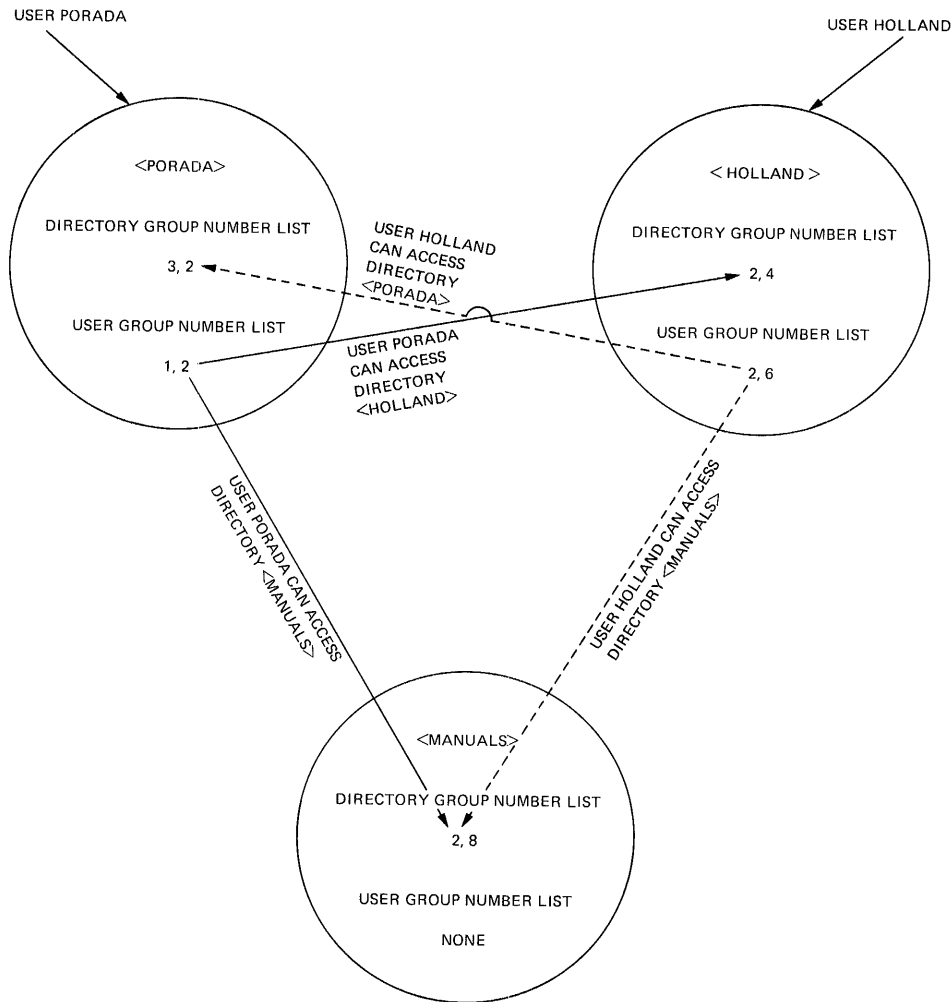 USER PORADA
USER HOLLAND
<PORADA>
DIRECTORY GROUP NUMBER LIST
3, 2
USER GROUP NUMBER LIST
1, 2
< HOLLAND >
DIRECTORY GROUP NUMBER LIST
2, 4
USER GROUP NUMBER LIST
2, 6
USER HOLLAND
CAN ACCESS
DIRECTORY
<PORADA>
USER PORADA
CAN ACCESS
DIRECTORY
<HOLLAND>
USER PORADA CAN ACCESS
DIRECTORY <MANUALS>
USER HOLLAND CAN ACCESS
DIRECTORY <MANUALS>
<MANUALS>
DIRECTORY GROUP NUMBER LIST
2, 8
USER GROUP NUMBER LIST
NONE